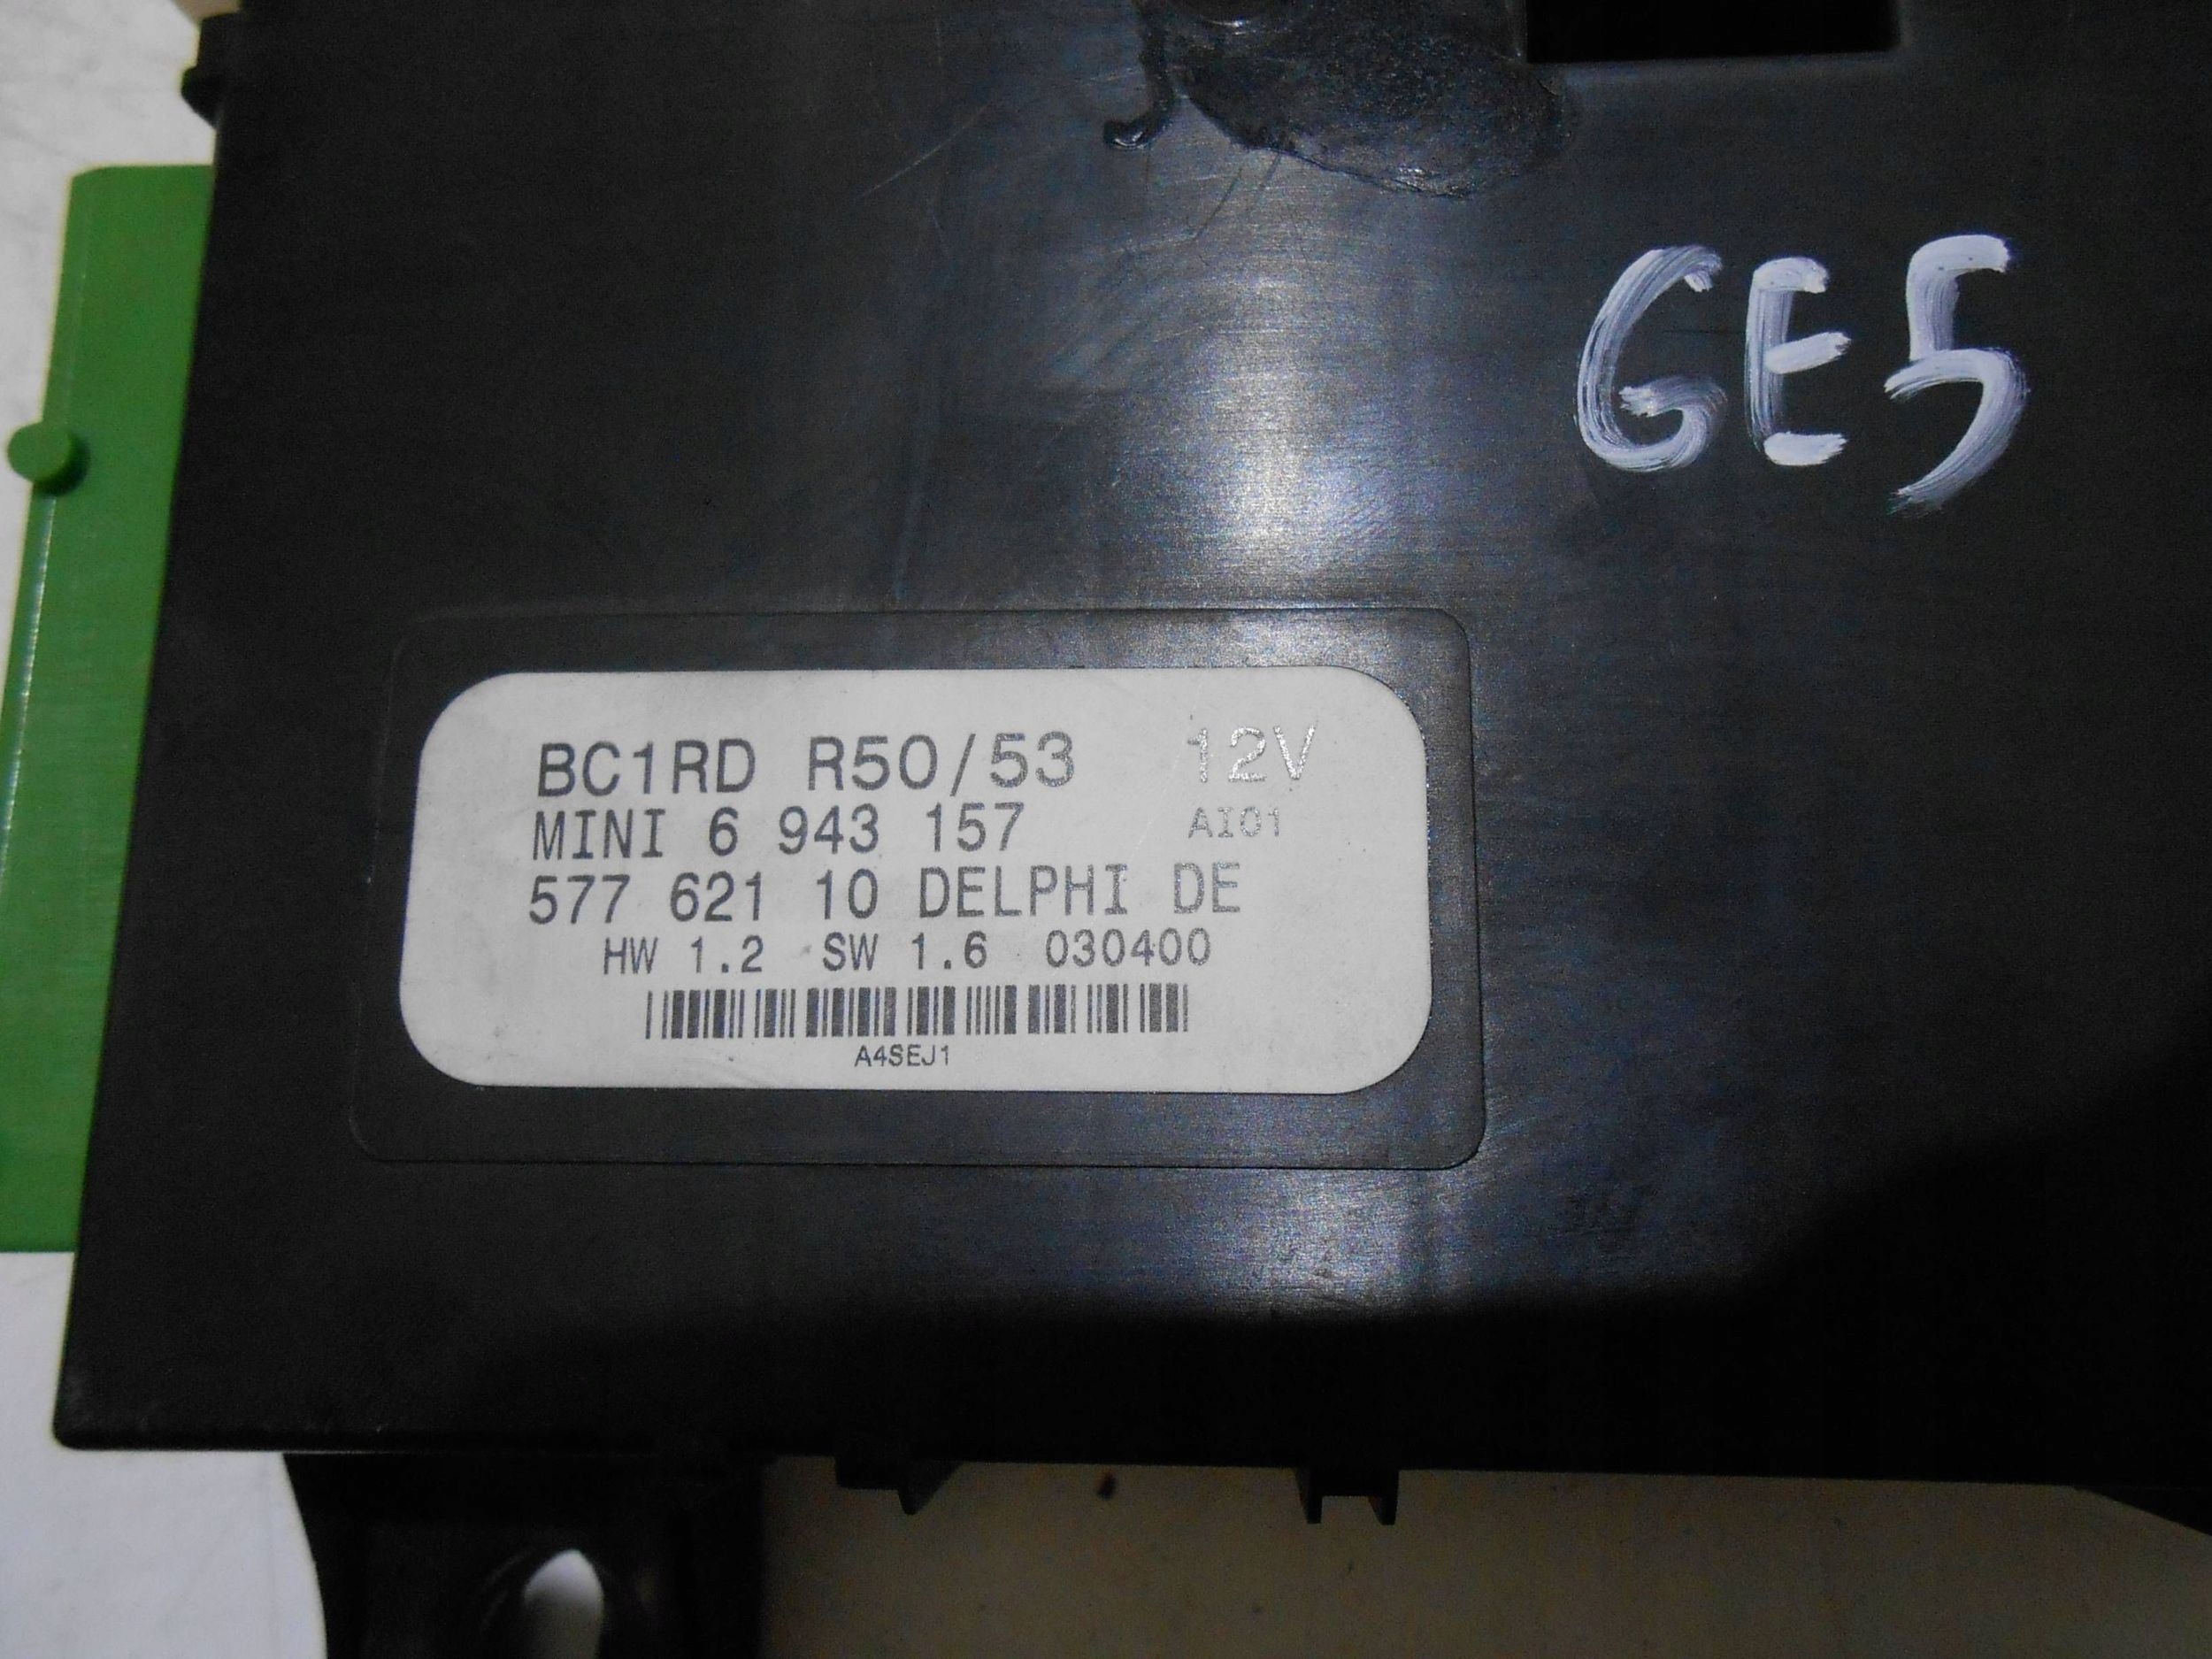 GE5
BC1RD R50/53 12V
MINI 6 943 157 AI01
577 621 10 DELPHI DE
HW 1.2 SW 1.6 030400
A4SEJ1